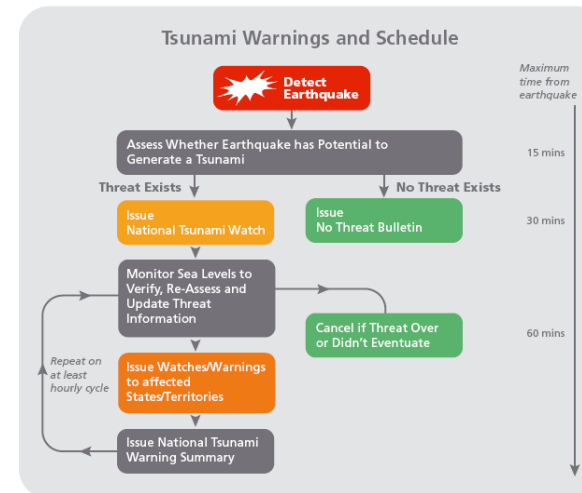 Tsunami Warnings and Schedule
Maximum
time from
earthquake
Detect
Earthquake
Assess Whether Earthquake has Potential to
Generate a Tsunami
15 mins
Threat Exists
No Threat Exists
Issue
National Tsunami Watch
Issue
No Threat Bulletin
30 mins
Monitor Sea Levels to
Verify, Re-Assess and
Update Threat
Information
Cancel if Threat Over
or Didn't Eventuate
60 mins
Repeat on
at least
hourly cycle
Issue Watches/Warnings
to affected
States/Territories
Issue National Tsunami
Warning Summary